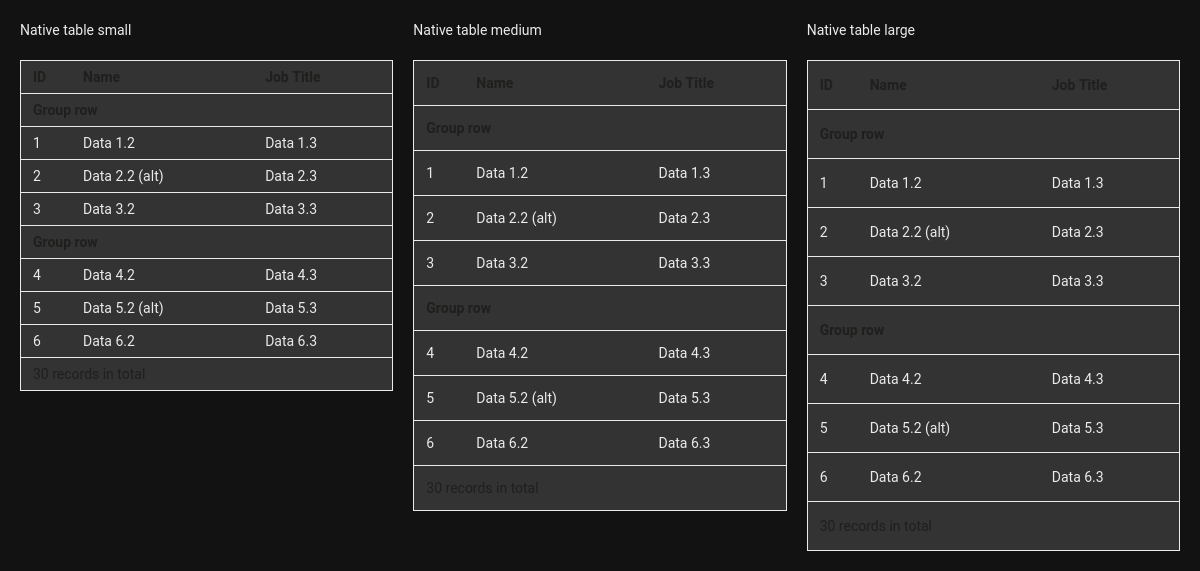 Native table small
ID Name Job Title
Group row
1 Data 1.2 Data 1.3
2 Data 2.2 (alt) Data 2.3
3 Data 3.2 Data 3.3
Group row
4 Data 4.2 Data 4.3
5 Data 5.2 (alt) Data 5.3
6 Data 6.2 Data 6.3
30 records in total
Native table medium
ID Name Job Title
Group row
1 Data 1.2 Data 1.3
2 Data 2.2 (alt) Data 2.3
3 Data 3.2 Data 3.3
Group row
4 Data 4.2 Data 4.3
5 Data 5.2 (alt) Data 5.3
6 Data 6.2 Data 6.3
30 records in total
Native table large
ID Name Job Title
Group row
1 Data 1.2 Data 1.3
2 Data 2.2 (alt) Data 2.3
3 Data 3.2 Data 3.3
Group row
4 Data 4.2 Data 4.3
5 Data 5.2 (alt) Data 5.3
6 Data 6.2 Data 6.3
30 records in total